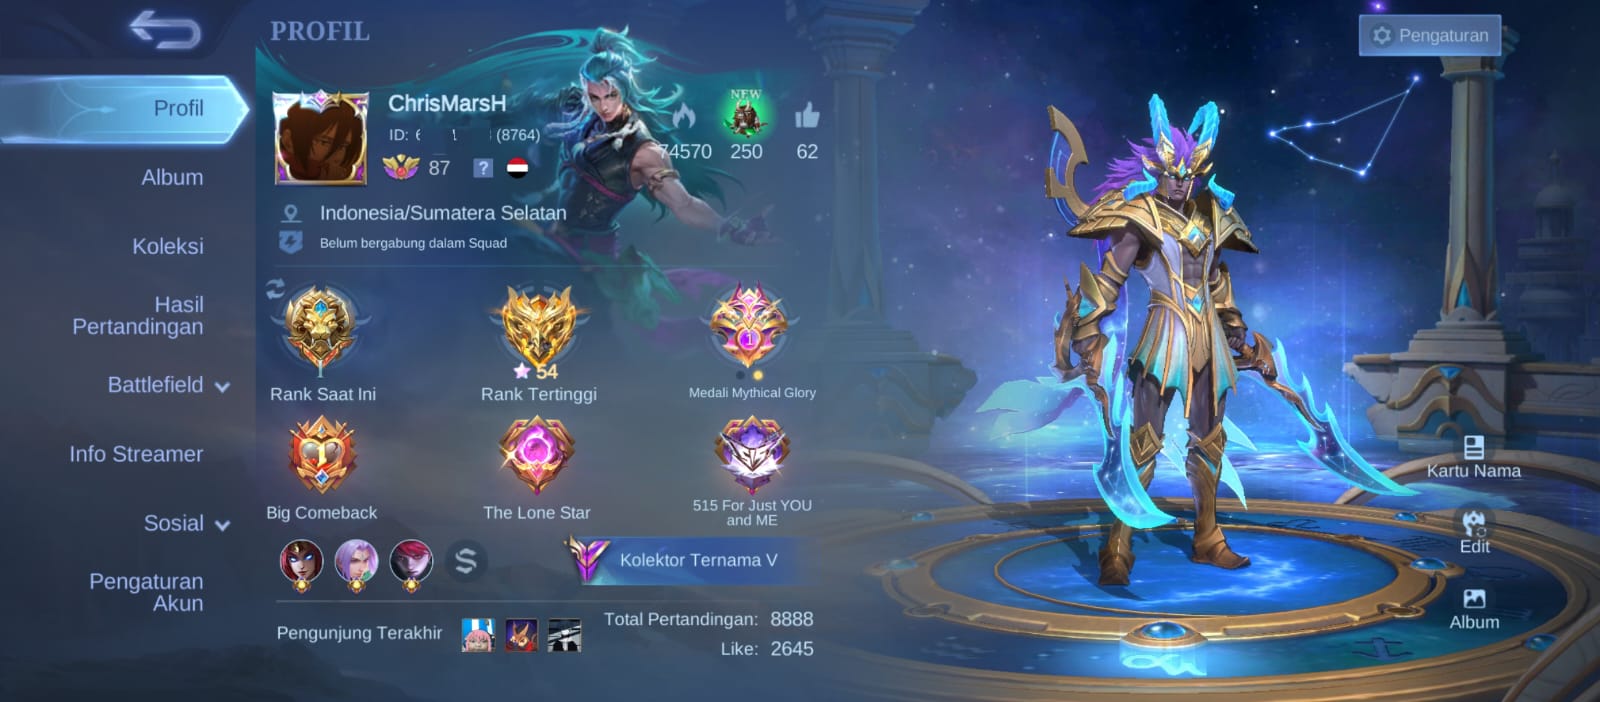 PROFIL
Pengaturan
Profil
Album
Koleksi
Hasil
Pertandingan
Battlefield
Info Streamer
Sosial
Pengaturan
Akun
ChrisMarsH
ID: (8764)
87
?
74570
NEW
250
62
Indonesia/Sumatera Selatan
Belum bergabung dalam Squad
Rank Saat Ini
54
Rank Tertinggi
1
Medali Mythical Glory
1
Big Comeback
The Lone Star
515
515 For Just YOU
and ME
Kolektor Ternama V
Pengunjung Terakhir
Total Pertandingan: 8888
Like: 2645
Kartu Nama
Edit
Album